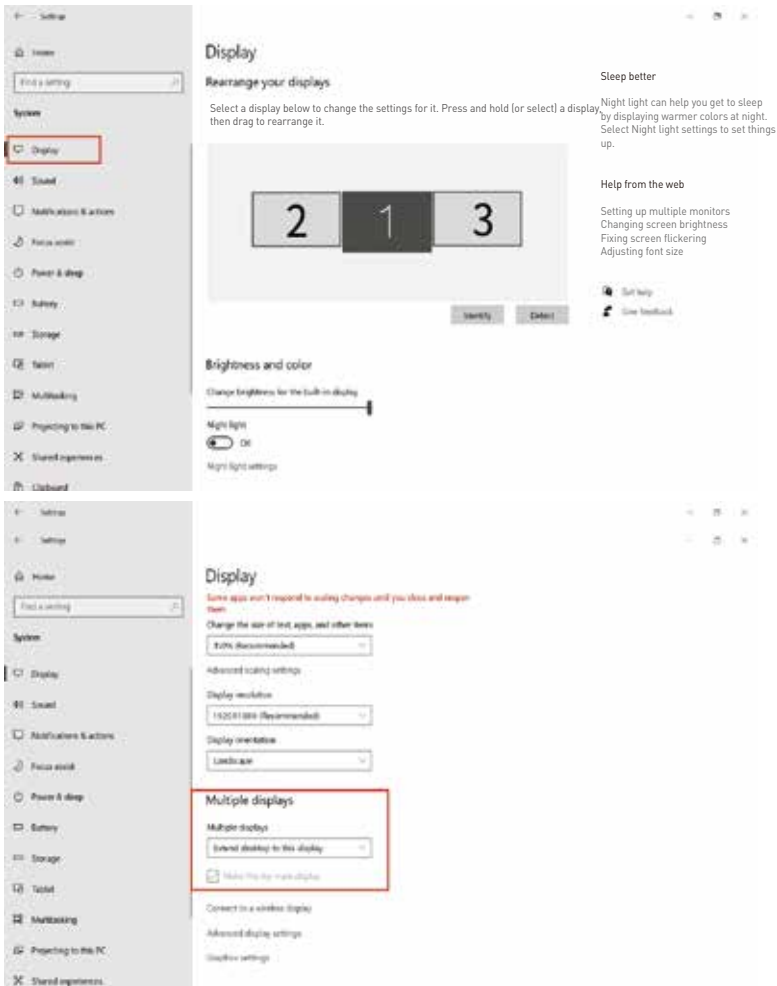 Settings
Home
Find a setting
System
Display
Sound
Notifications & actions
Focus assist
Power & sleep
Battery
Storage
Tablet
Multitasking
Projecting to this PC
Shared experiences
Clipboard
Display
Rearrange your displays
Select a display below to change the settings for it. Press and hold (or select) a display,
then drag to rearrange it.
2 1 3
Identify Detect
Brightness and color
Change brightness for the built-in display
Night light
Off
Night light settings
Sleep better
Night light can help you get to sleep
by displaying warmer colors at night.
Select Night light settings to set things
up.
Help from the web
Setting up multiple monitors
Changing screen brightness
Fixing screen flickering
Adjusting font size
Get help
Give feedback
Settings
Settings
Home
Find a setting
System
Display
Sound
Notifications & actions
Focus assist
Power & sleep
Battery
Storage
Tablet
Multitasking
Projecting to this PC
Shared experiences
Display
Some apps won't respond to scaling changes until you close and reopen
them.
Change the size of text, apps, and other items
(Recommended)
Advanced scaling settings
Display resolution
(Recommended)
Display orientation
Landscape
Multiple displays
Multiple displays
Extend desktop to this display
Make this my main display
Connect to a wireless display
Advanced display settings
Graphics settings